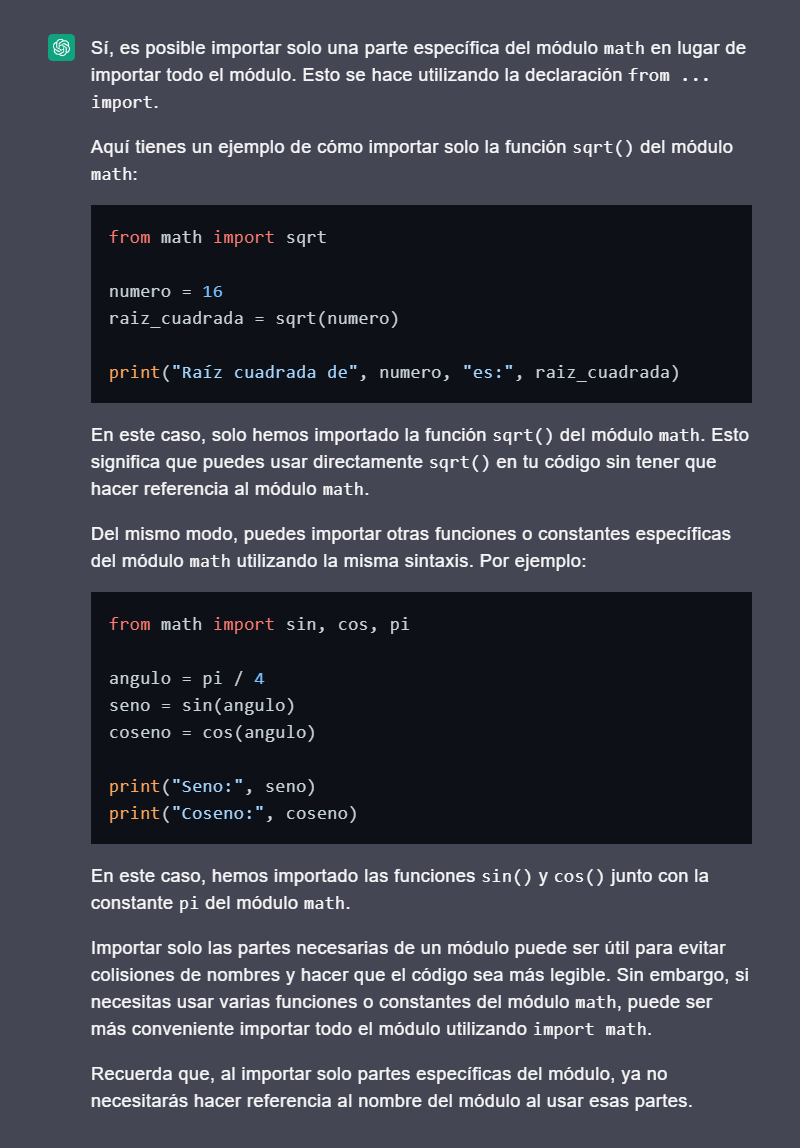 Sí, es posible importar solo una parte específica del módulo math en lugar de
importar todo el módulo. Esto se hace utilizando la declaración from ...
import.
Aquí tienes un ejemplo de cómo importar solo la función sqrt() del módulo
math:
from math import sqrt
numero = 16
raiz_cuadrada = sqrt(numero)
print("Raíz cuadrada de", numero, "es:", raiz_cuadrada)
En este caso, solo hemos importado la función sqrt() del módulo math. Esto
significa que puedes usar directamente sqrt() en tu código sin tener que
hacer referencia al módulo math.
Del mismo modo, puedes importar otras funciones o constantes específicas
del módulo math utilizando la misma sintaxis. Por ejemplo:
from math import sin, cos, pi
angulo = pi / 4
seno = sin(angulo)
coseno = cos(angulo)
print("Seno:", seno)
print("Coseno:", coseno)
En este caso, hemos importado las funciones sin() y cos() junto con la
constante pi del módulo math.
Importar solo las partes necesarias de un módulo puede ser útil para evitar
colisiones de nombres y hacer que el código sea más legible. Sin embargo, si
necesitas usar varias funciones o constantes del módulo math, puede ser
más conveniente importar todo el módulo utilizando import math.
Recuerda que, al importar solo partes específicas del módulo, ya no
necesitarás hacer referencia al nombre del módulo al usar esas partes.